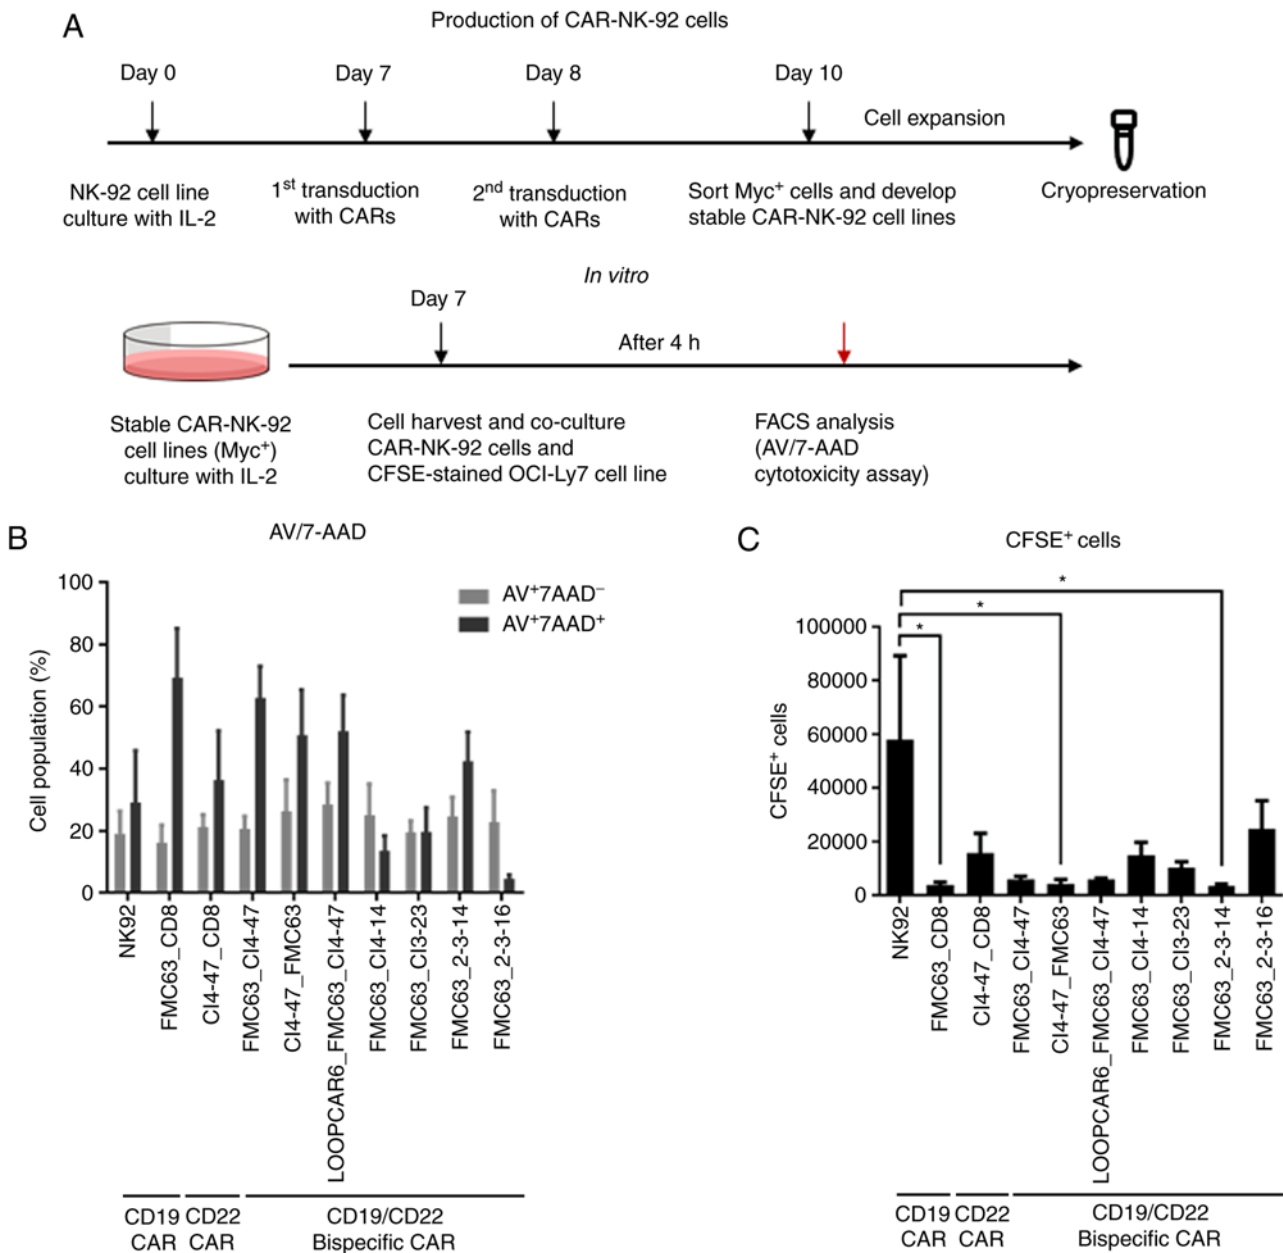 A
Production of CAR-NK-92 cells
Day 0
Day 7
Day 8
Day 10
Cell expansion
NK-92 cell line
culture with IL-2
1st transduction
with CARs
2nd transduction
with CARs
Sort Myc+ cells and develop
stable CAR-NK-92 cell lines
Cryopreservation
In vitro
Day 7
After 4 h
Stable CAR-NK-92
cell lines (Myc+)
culture with IL-2
Cell harvest and co-culture
CAR-NK-92 cells and
CFSE-stained OCI-Ly7 cell line
FACS analysis
(AV/7-AAD
cytotoxicity assay)
B
AV/7-AAD
AV+7AAD−
AV+7AAD+
Cell population (%)
100
80
60
40
20
0
NK92
FMC63_CD8
CI4-47_CD8
FMC63_CI4-47
CI4-47_FMC63
LOOPCAR6_FMC63_CI4-47
FMC63_CI4-14
FMC63_CI3-23
FMC63_2-3-14
FMC63_2-3-16
CD19
CAR
CD22
CAR
CD19/CD22
Bispecific CAR
C
CFSE+ cells
*
*
*
CFSE+ cells
100000
80000
60000
40000
20000
0
NK92
FMC63_CD8
CI4-47_CD8
FMC63_CI4-47
CI4-47_FMC63
LOOPCAR6_FMC63_CI4-47
FMC63_CI4-14
FMC63_CI3-23
FMC63_2-3-14
FMC63_2-3-16
CD19
CAR
CD22
CAR
CD19/CD22
Bispecific CAR